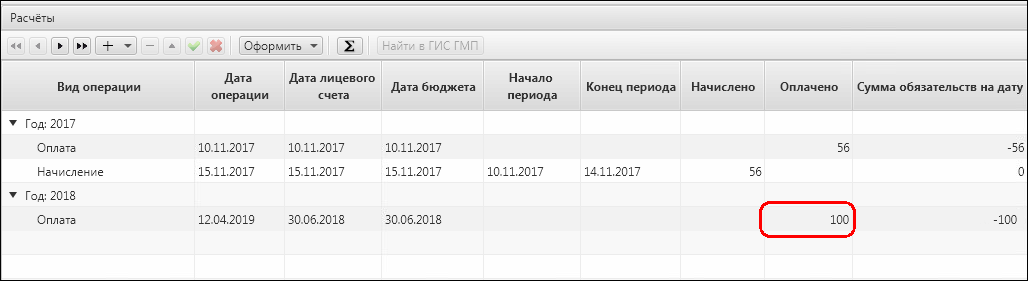 Расчёты
Оформить Σ Найти в ГИС ГМП
Вид операции Дата операции Дата лицевого счета Дата бюджета Начало периода Конец периода Начислено Оплачено Сумма обязательств на дату
Год: 2017
Оплата 10.11.2017 10.11.2017 10.11.2017 56 -56
Начисление 15.11.2017 15.11.2017 15.11.2017 10.11.2017 14.11.2017 56 0
Год: 2018
Оплата 12.04.2019 30.06.2018 30.06.2018 100 -100